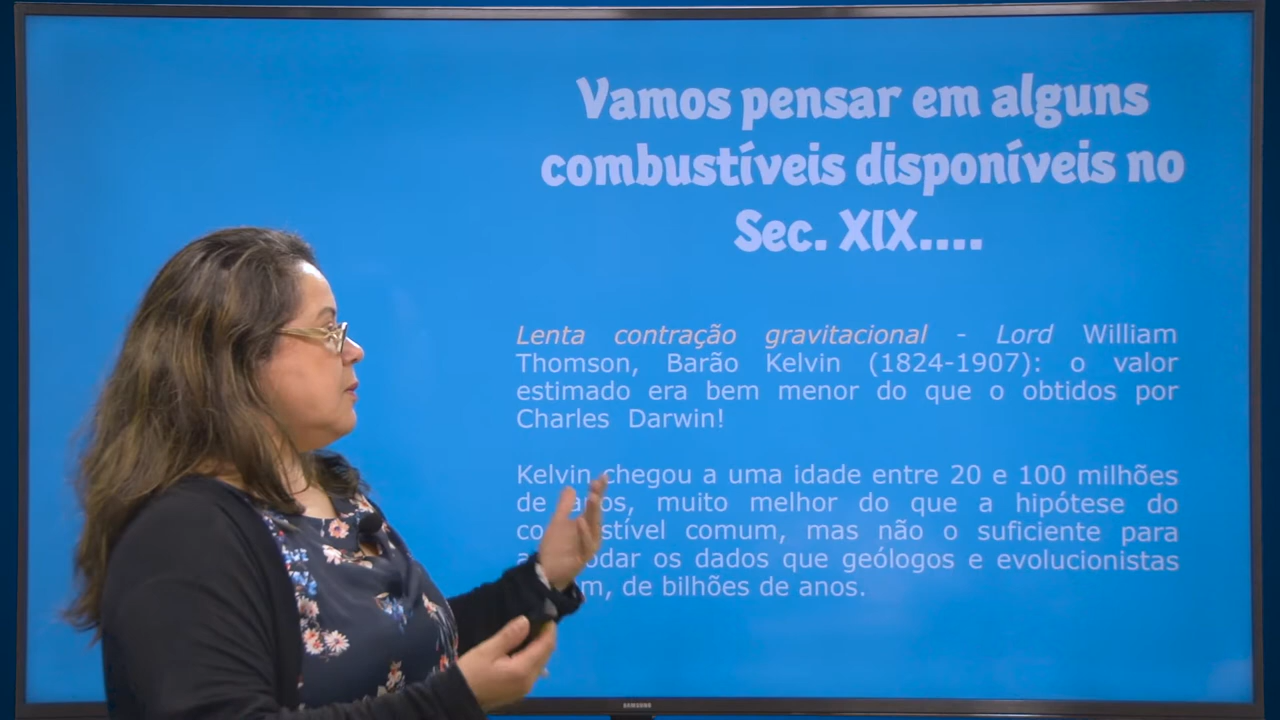 Vamos pensar em alguns
combustíveis disponíveis no
Sec. XIX....
Lenta contração gravitacional - Lord William
Thomson, Barão Kelvin (1824-1907): o valor
estimado era bem menor do que o obtidos por
Charles Darwin!
Kelvin chegou a uma idade entre 20 e 100 milhões
de anos, muito melhor do que a hipótese do
comum, mas não o suficiente para
os dados que geólogos e evolucionistas
de bilhões de anos.
SAMSUNG